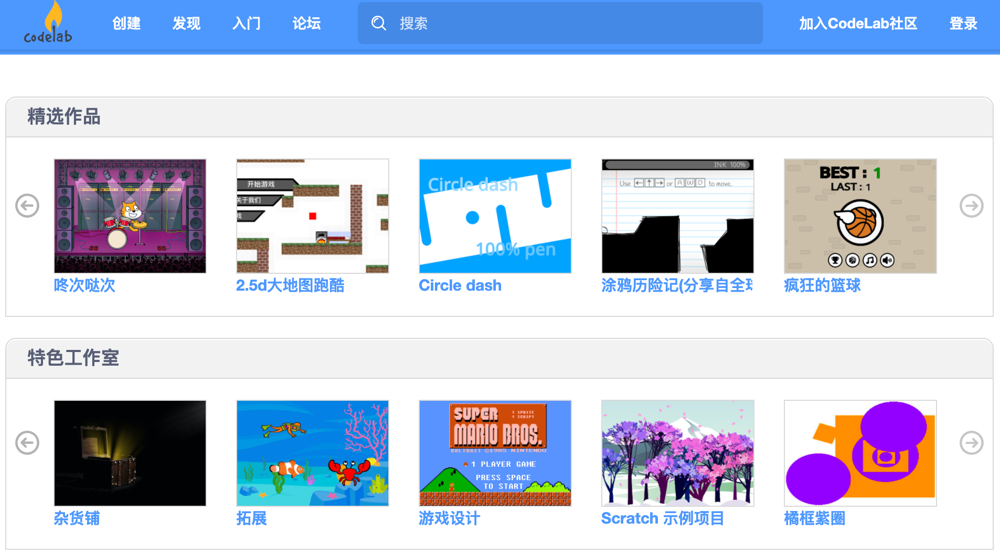 codelab
创建 发现 入门 论坛 搜索 加入CodeLab社区 登录
精选作品
开始游戏
关于我们
戏
Circle dash
100% pen
INK 100%
Use ← ↑ → or A W D to move.
BEST : 1
LAST : 1
咚次哒次
2.5d大地图跑酷
Circle dash
涂鸦历险记(分享自全球
疯狂的篮球
特色工作室
SUPER
1 SPRITE
1 SCRIPT
MARIO BROS.
BOLTBAIT ©1985 NINTENDO
1 PLAYER GAME
PRESS SPACE
TO START
杂货铺
拓展
游戏设计
Scratch 示例项目
橘框紫圈